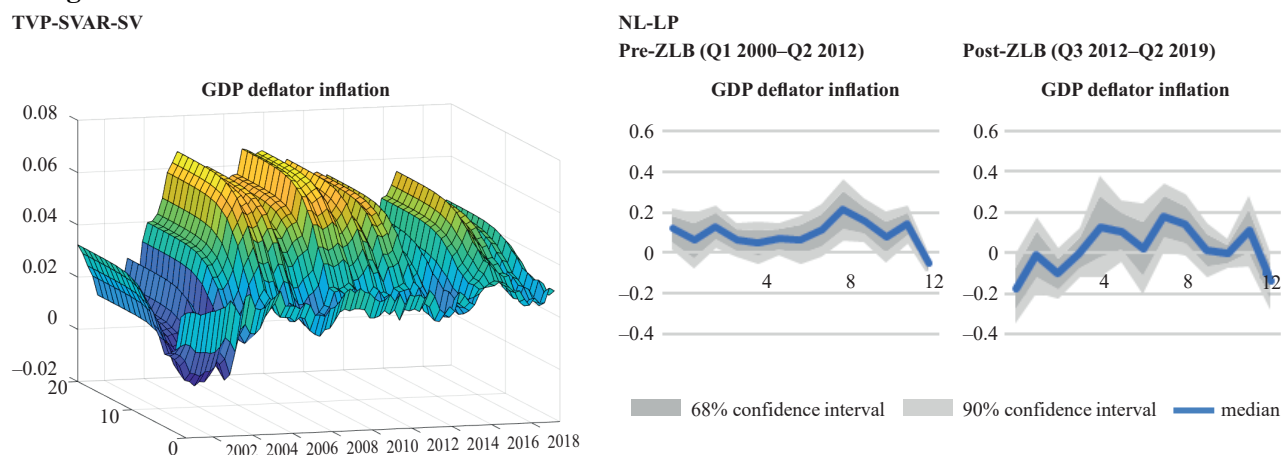 TVP-SVAR-SV
NL-LP
Pre-ZLB (Q1 2000–Q2 2012)
Post-ZLB (Q3 2012–Q2 2019)
GDP deflator inflation
0.08
0.06
0.04
0.02
0
–0.02
20
10
0
2002 2004 2006 2008 2010 2012 2014 2016 2018
GDP deflator inflation
0.6
0.4
0.2
0
–0.2
–0.4
4 8 12
GDP deflator inflation
0.6
0.4
0.2
0
–0.2
–0.4
4 8 12
68% confidence interval 90% confidence interval median